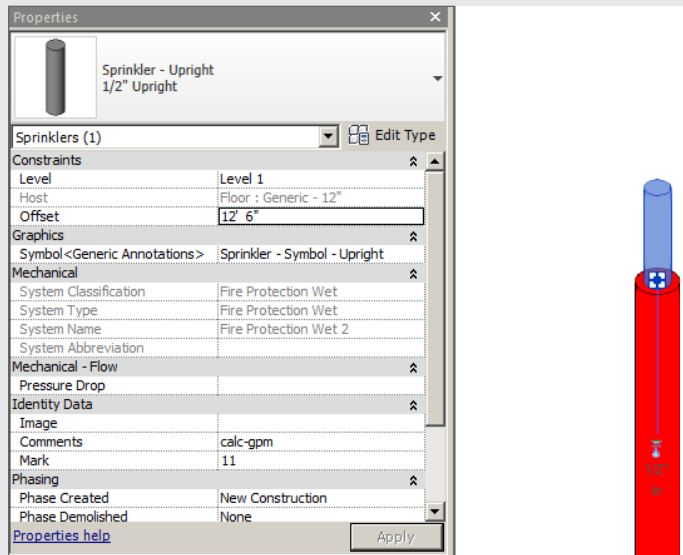 Properties
Sprinkler - Upright
1/2" Upright
Sprinklers (1) Edit Type
Constraints
Level Level 1
Host Floor : Generic - 12"
Offset 12' 6"
Graphics
Symbol<Generic Annotations> Sprinkler - Symbol - Upright
Mechanical
System Classification Fire Protection Wet
System Type Fire Protection Wet
System Name Fire Protection Wet 2
System Abbreviation
Mechanical - Flow
Pressure Drop
Identity Data
Image
Comments calc-gpm
Mark 11
Phasing
Phase Created New Construction
Phase Demolished None
Properties help Apply
1/2"
In